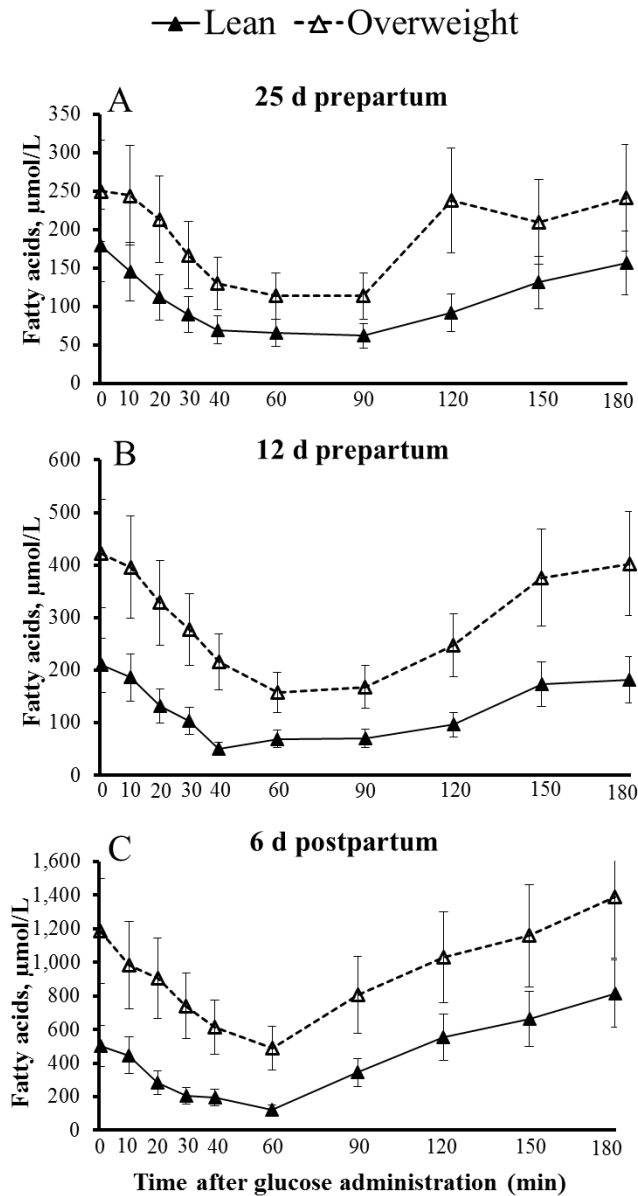 Lean Overweight
A 25 d prepartum
350
300
250
200
150
100
50
0
Fatty acids, µmol/L
0 10 20 30 40 60 90 120 150 180
B 12 d prepartum
600
500
400
300
200
100
0
Fatty acids, µmol/L
0 10 20 30 40 60 90 120 150 180
C 6 d postpartum
1,600
1,400
1,200
1,000
800
600
400
200
0
Fatty acids, µmol/L
0 10 20 30 40 60 90 120 150 180
Time after glucose administration (min)